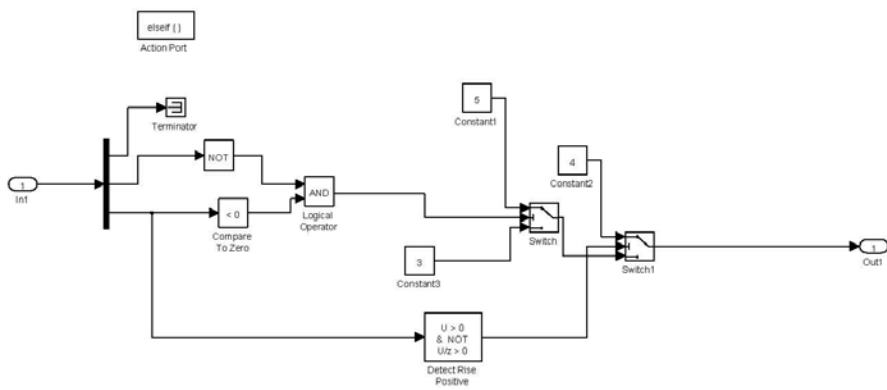 elseif { }
Action Port
5
Constant1
Terminator
4
Constant2
NOT
1
In1
AND
Logical
Operator
< 0
Compare
To Zero
Switch
Switch1
1
Out1
3
Constant3
U > 0
& NOT
U/z > 0
Detect Rise
Positive